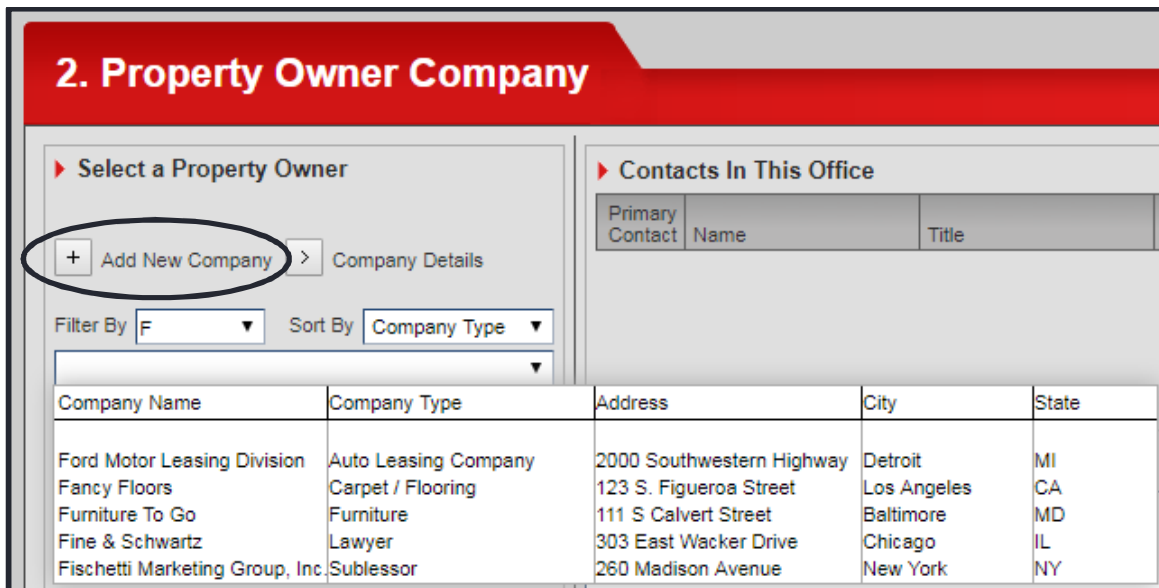 2. Property Owner Company
Select a Property Owner
+ Add New Company > Company Details
Filter By F Sort By Company Type
Contacts In This Office
Primary Contact Name Title
Company Name Company Type Address City State
Ford Motor Leasing Division Auto Leasing Company 2000 Southwestern Highway Detroit MI
Fancy Floors Carpet / Flooring 123 S. Figueroa Street Los Angeles CA
Furniture To Go Furniture 111 S Calvert Street Baltimore MD
Fine & Schwartz Lawyer 303 East Wacker Drive Chicago IL
Fischetti Marketing Group, Inc. Sublessor 260 Madison Avenue New York NY